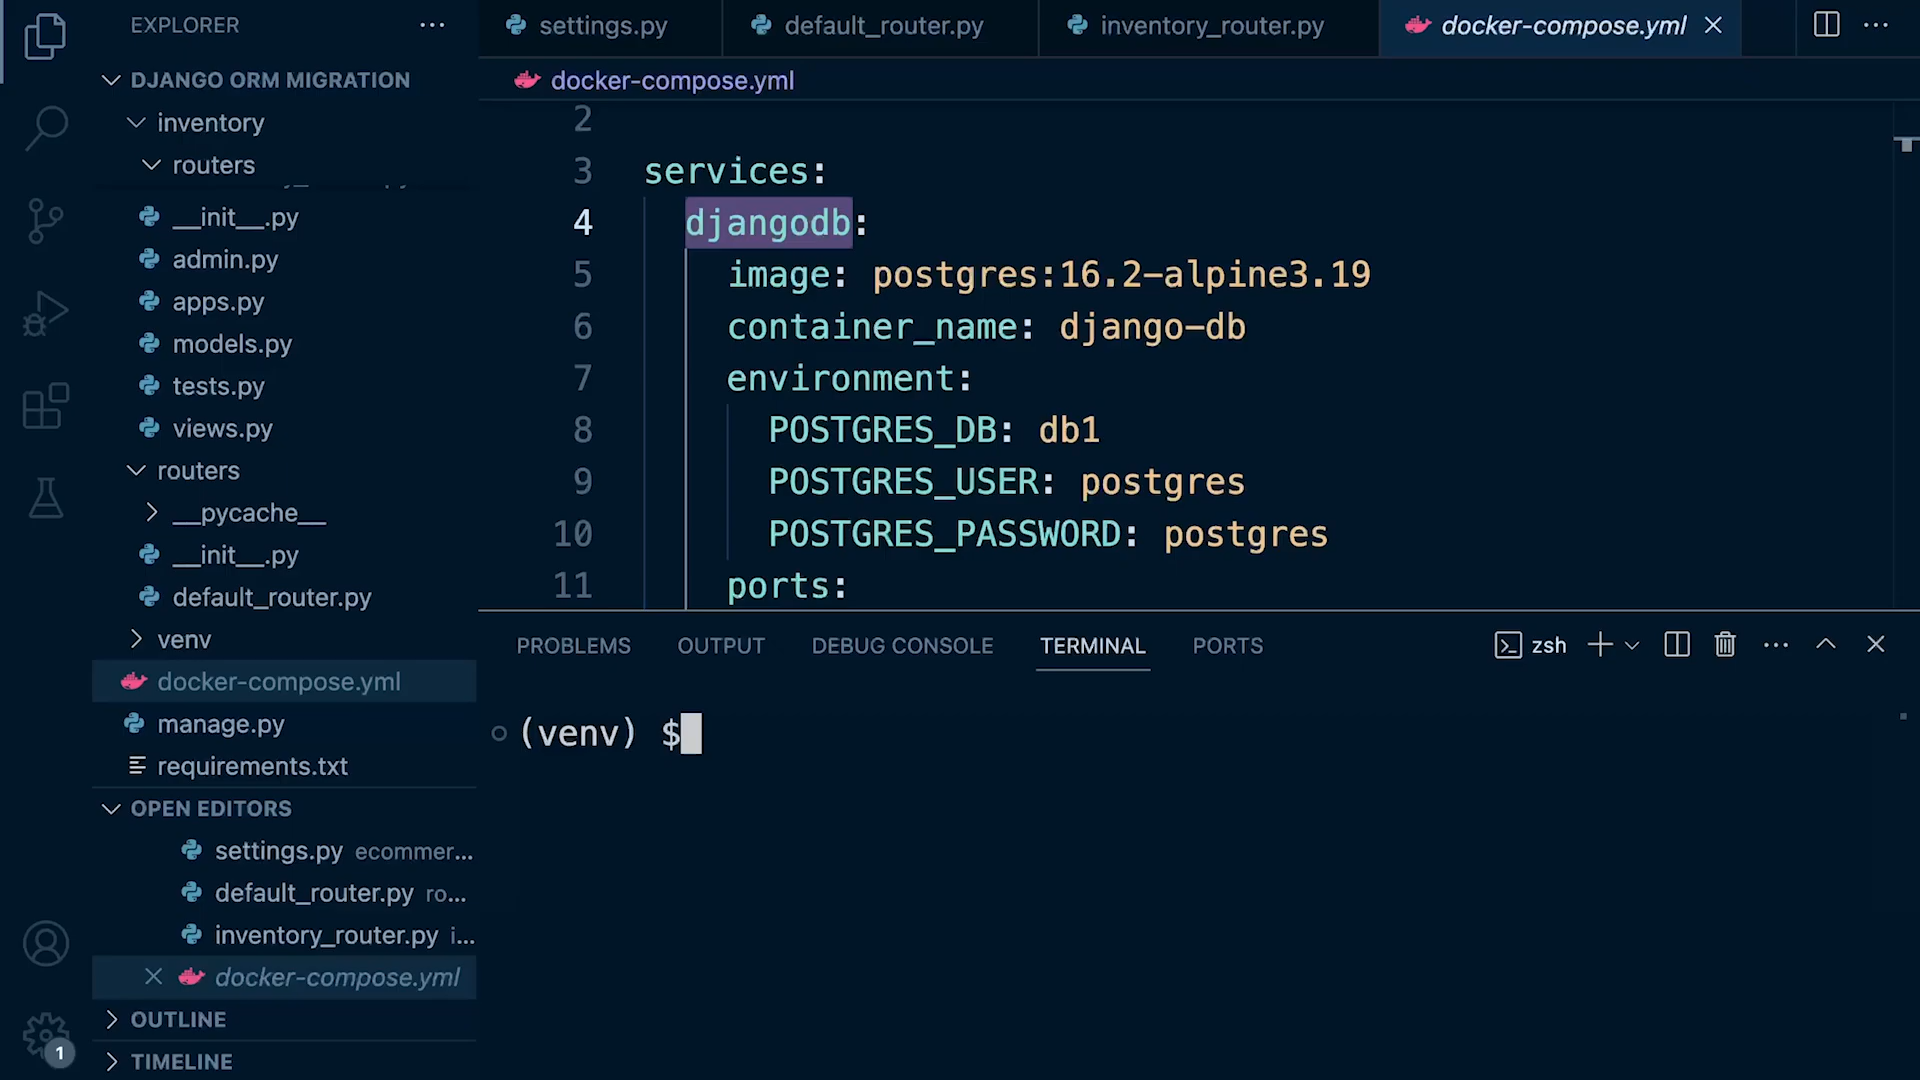 EXPLORER
DJANGO ORM MIGRATION
inventory
routers
__init__.py
admin.py
apps.py
models.py
tests.py
views.py
routers
__pycache__
__init__.py
default_router.py
venv
docker-compose.yml
manage.py
requirements.txt
OPEN EDITORS
settings.py ecommer...
default_router.py ro...
inventory_router.py i...
docker-compose.yml
OUTLINE
TIMELINE
1
settings.py default_router.py inventory_router.py docker-compose.yml
docker-compose.yml
2
3 services:
4 djangodb:
5 image: postgres:16.2-alpine3.19
6 container_name: django-db
7 environment:
8 POSTGRES_DB: db1
9 POSTGRES_USER: postgres
10 POSTGRES_PASSWORD: postgres
11 ports:
PROBLEMS OUTPUT DEBUG CONSOLE TERMINAL PORTS zsh
(venv) $